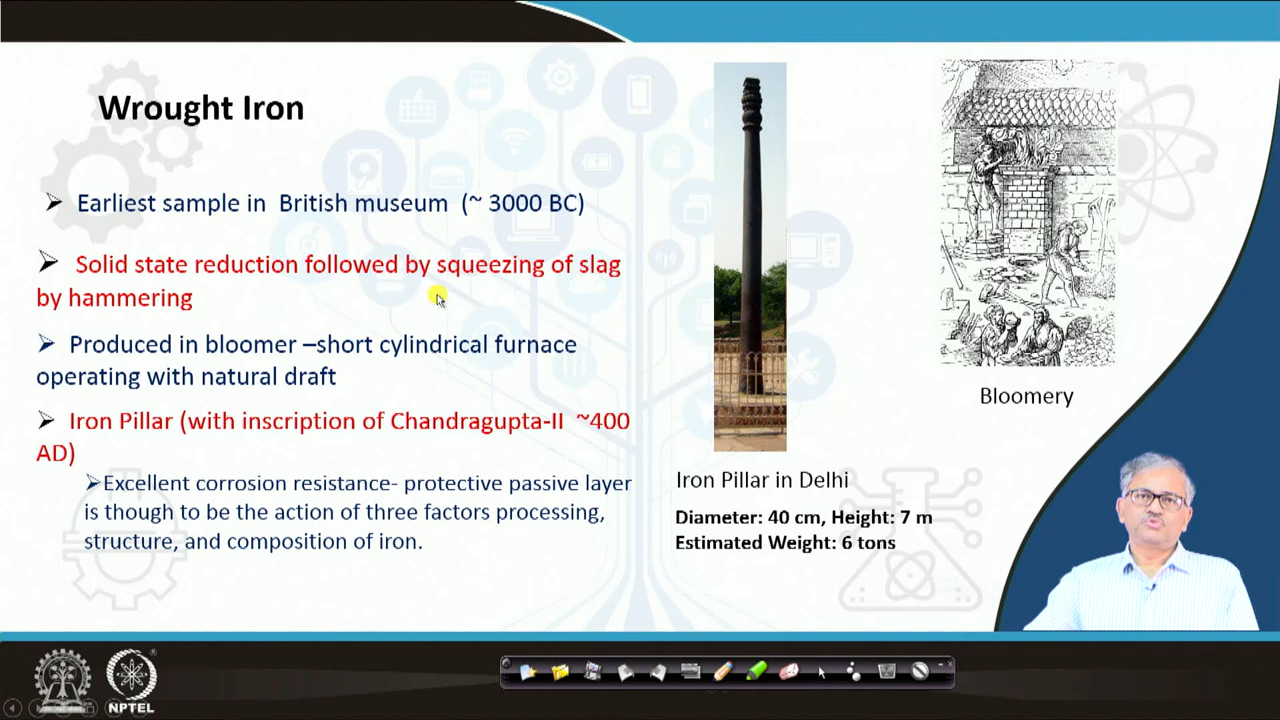 Wrought Iron
➢ Earliest sample in British museum (~ 3000 BC)
➢ Solid state reduction followed by squeezing of slag
by hammering
➢ Produced in bloomer –short cylindrical furnace
operating with natural draft
➢ Iron Pillar (with inscription of Chandragupta-II ~400
AD)
➢Excellent corrosion resistance- protective passive layer
is though to be the action of three factors processing,
structure, and composition of iron.
Iron Pillar in Delhi
Diameter: 40 cm, Height: 7 m
Estimated Weight: 6 tons
Bloomery
NPTEL